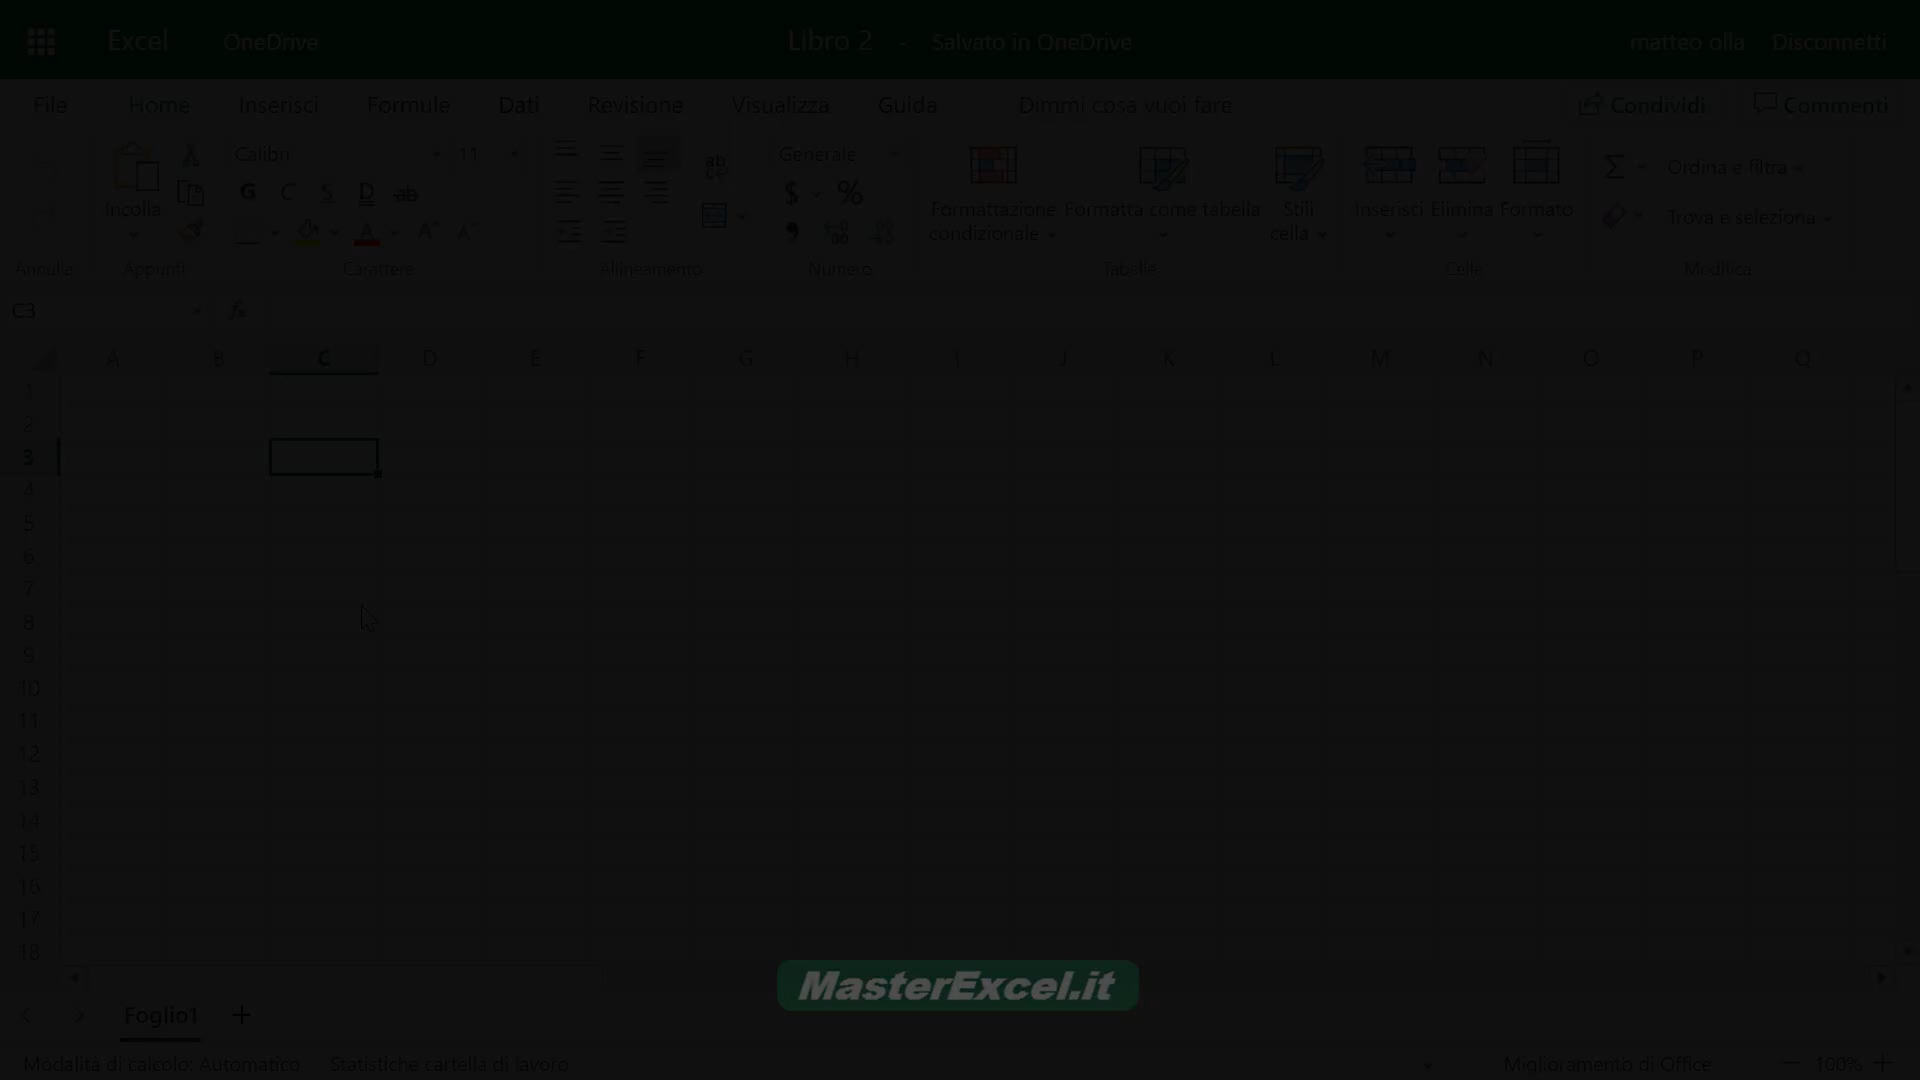 Excel OneDrive Libro 2 - Salvato in OneDrive matteo olla Disconnetti
File Home Inserisci Formule Dati Revisione Visualizza Guida Dimmi cosa vuoi fare Condividi Commenti
Calibri 11 ab Generale
G C S D ab $ %
Ordina e filtra
Incolla Formattazione condizionale Formatta come tabella Stili cella Inserisci Elimina Formato
Trova e seleziona
Annulla Appunti Carattere Allineamento Numero Tabelle Celle Modifica
C3 fx
A B C D E F G H I J K L M N O P Q
1
2
3
4
5
6
7
8
9
10
11
12
13
14
15
16
17
18
MasterExcel.it
Foglio1
Modalità di calcolo: Automatico Statistiche cartella di lavoro Miglioramento di Office 100%